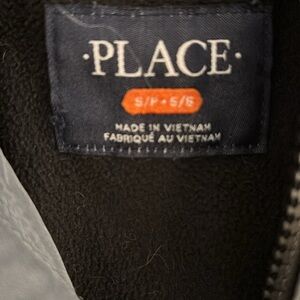 ·PLACE·
S/P • 5/6
MADE IN VIETNAM
FABRIQUÉ AU VIETNAM